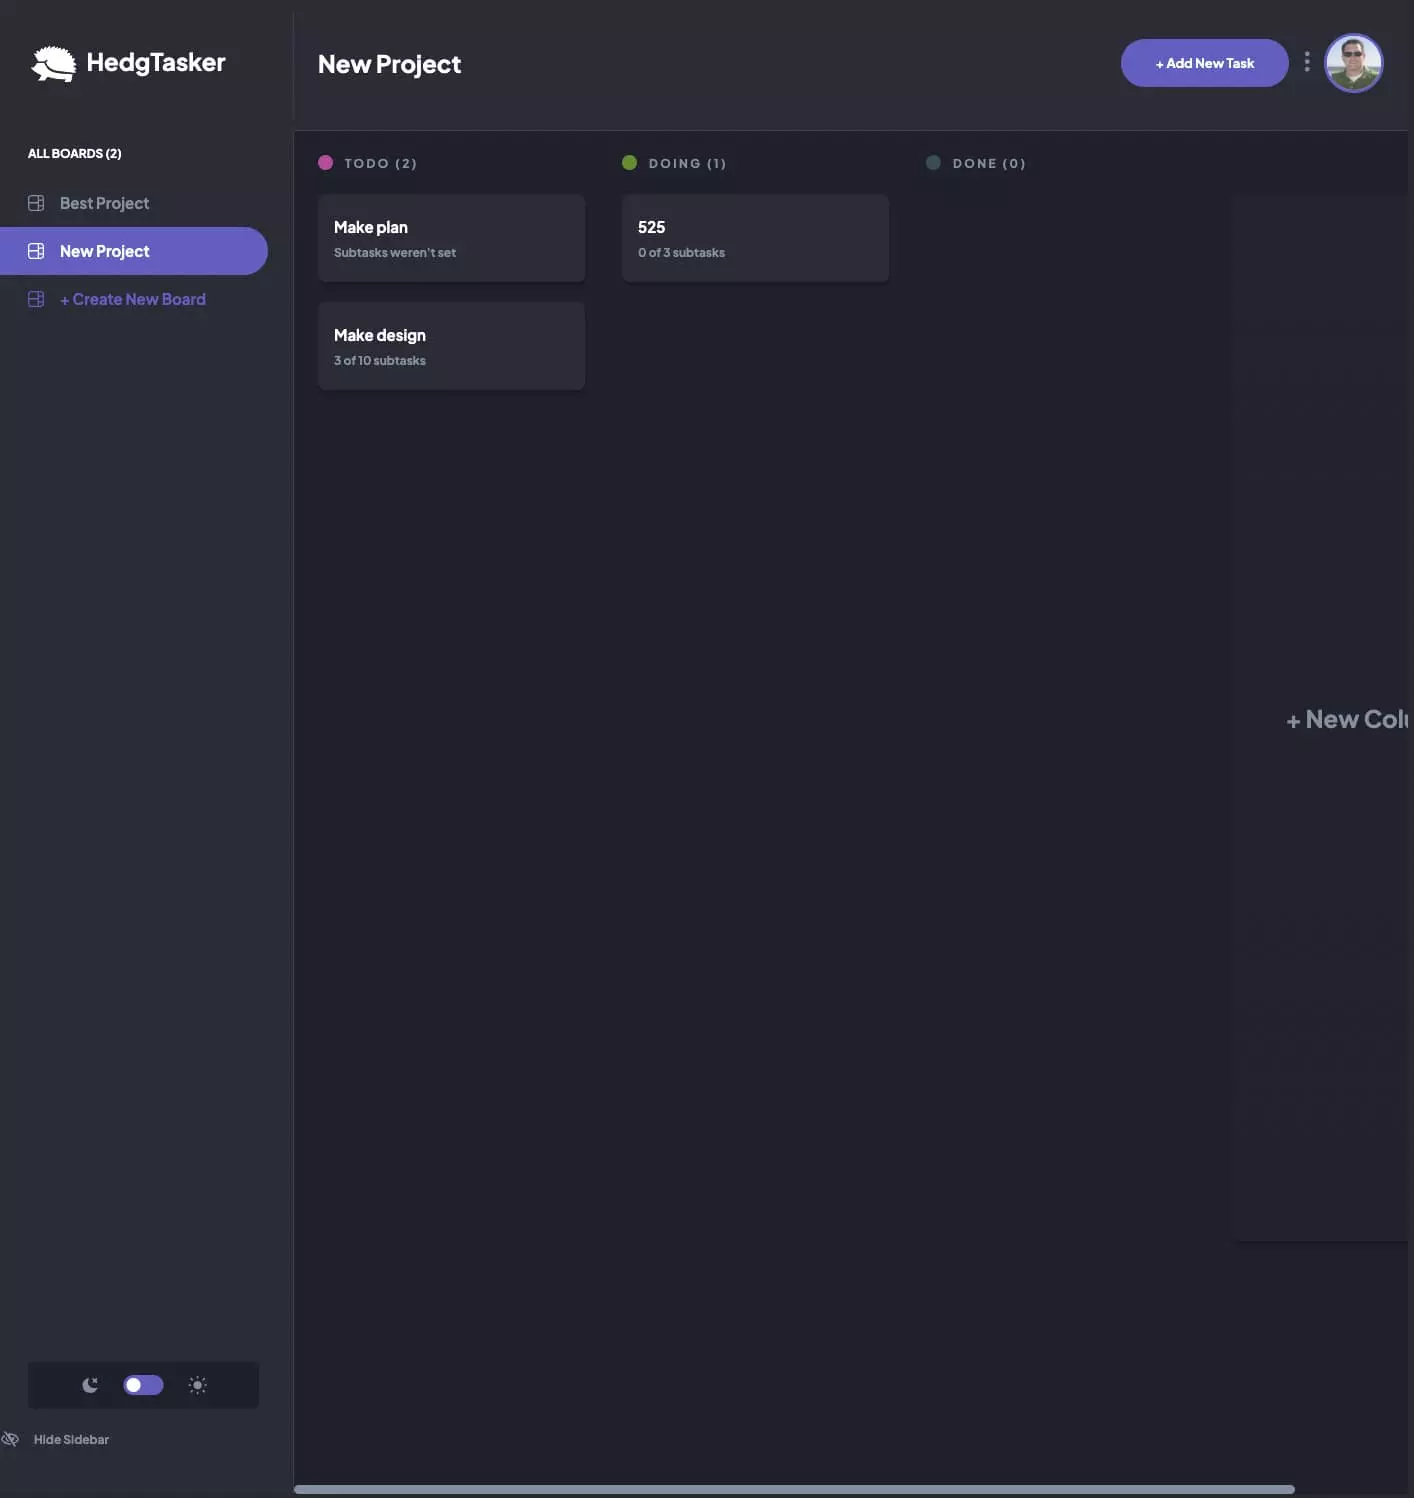 HedgTasker
New Project
+ Add New Task
ALL BOARDS (2)
Best Project
New Project
+ Create New Board
TODO (2)
Make plan
Subtasks weren't set
Make design
3 of 10 subtasks
DOING (1)
525
0 of 3 subtasks
DONE (0)
+ New Colu
Hide Sidebar